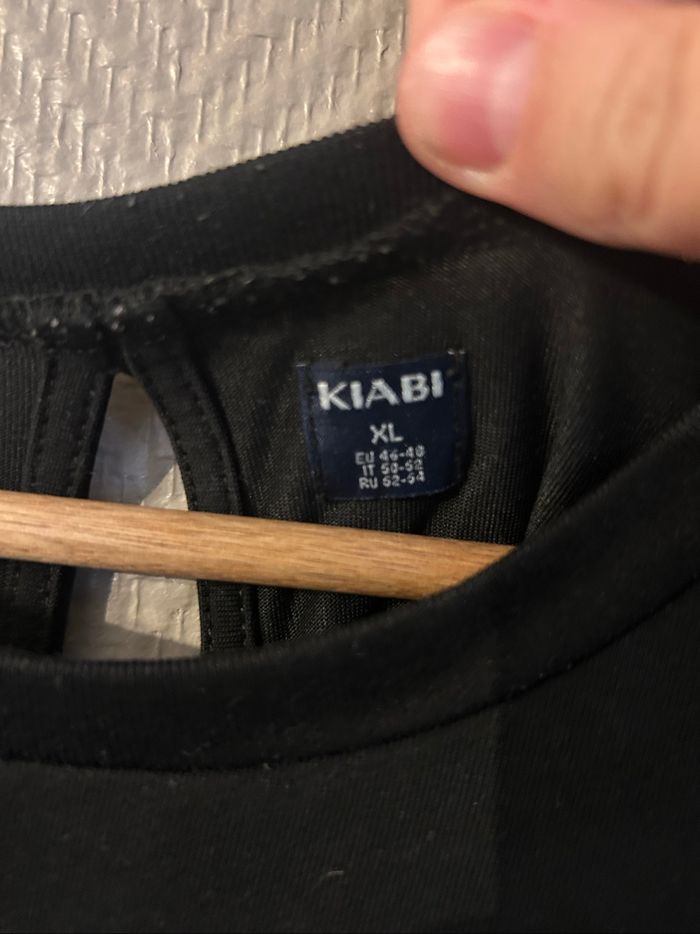 KIABI
XL
EU 46-48
IT 50-52
RU 52-54